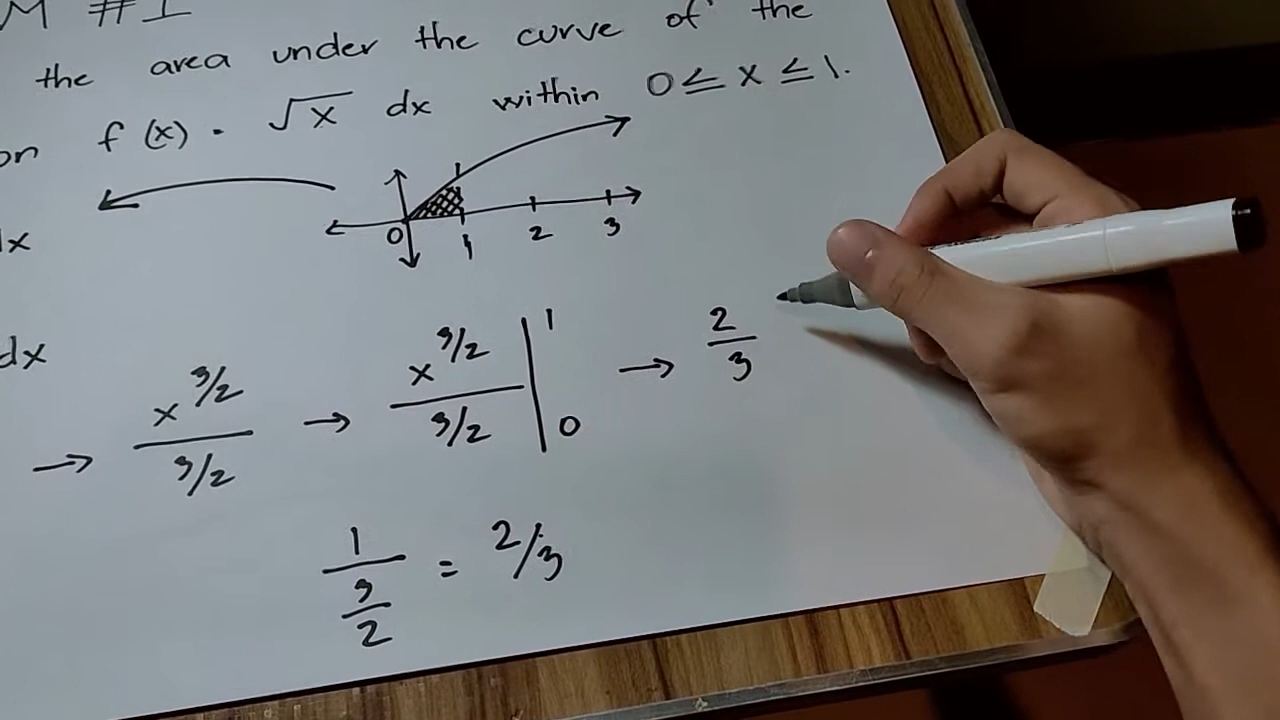 M #1
the area under the curve of the
on f(x) = √x dx within 0 ≤ x ≤ 1.
1
0 1 2 3
dx
dx
→ x^3/2 / 3/2 → x^3/2 / 3/2 | 1 0 → 2/3
1 / 3/2 = 2/3